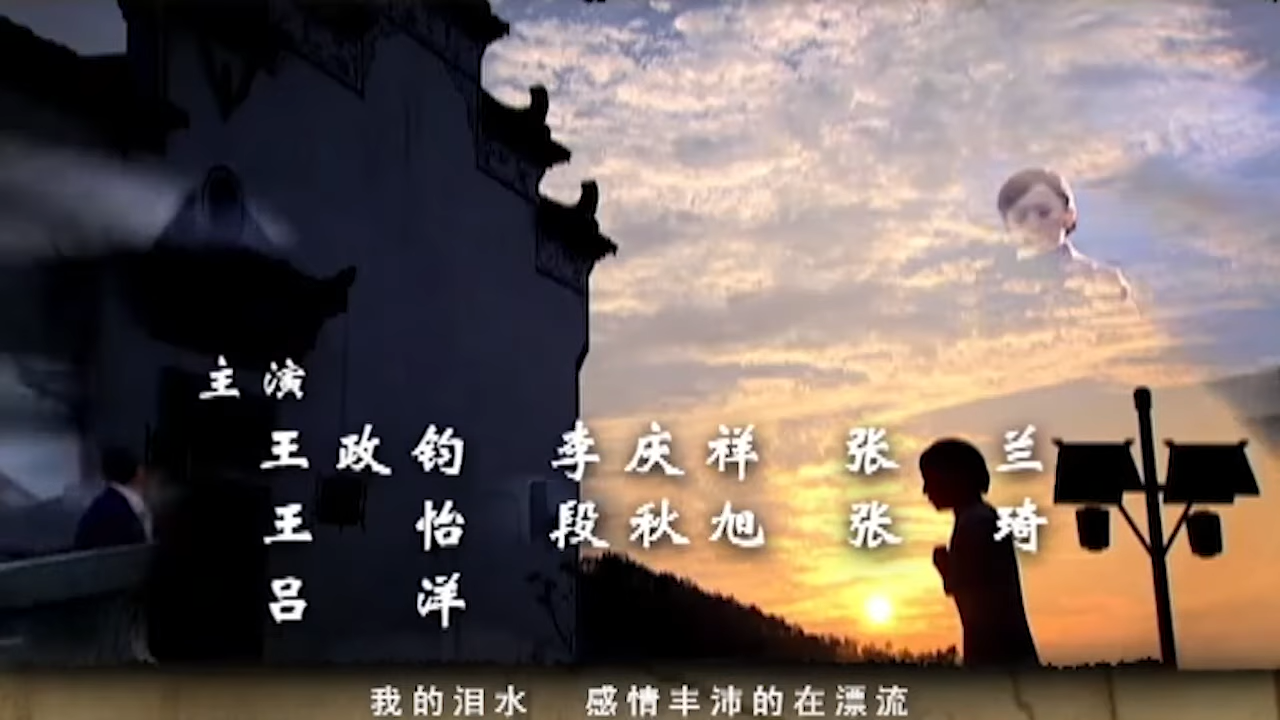 主演
王政钧 李庆祥 张兰
王怡 段秋旭 张琦
吕洋
我的泪水 感情丰沛的在漂流